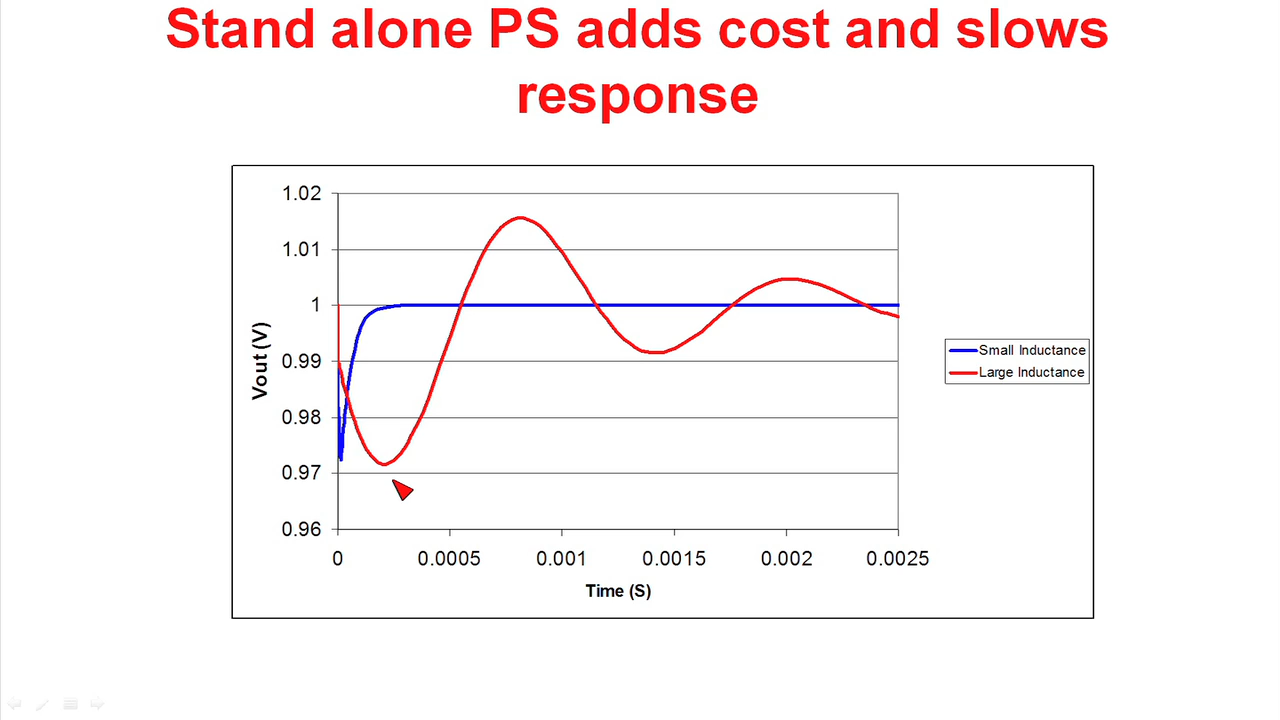 Stand alone PS adds cost and slows
response
1.02
1.01
1
0.99
0.98
0.97
0.96
Vout (V)
0 0.0005 0.001 0.0015 0.002 0.0025
Time (S)
Small Inductance
Large Inductance